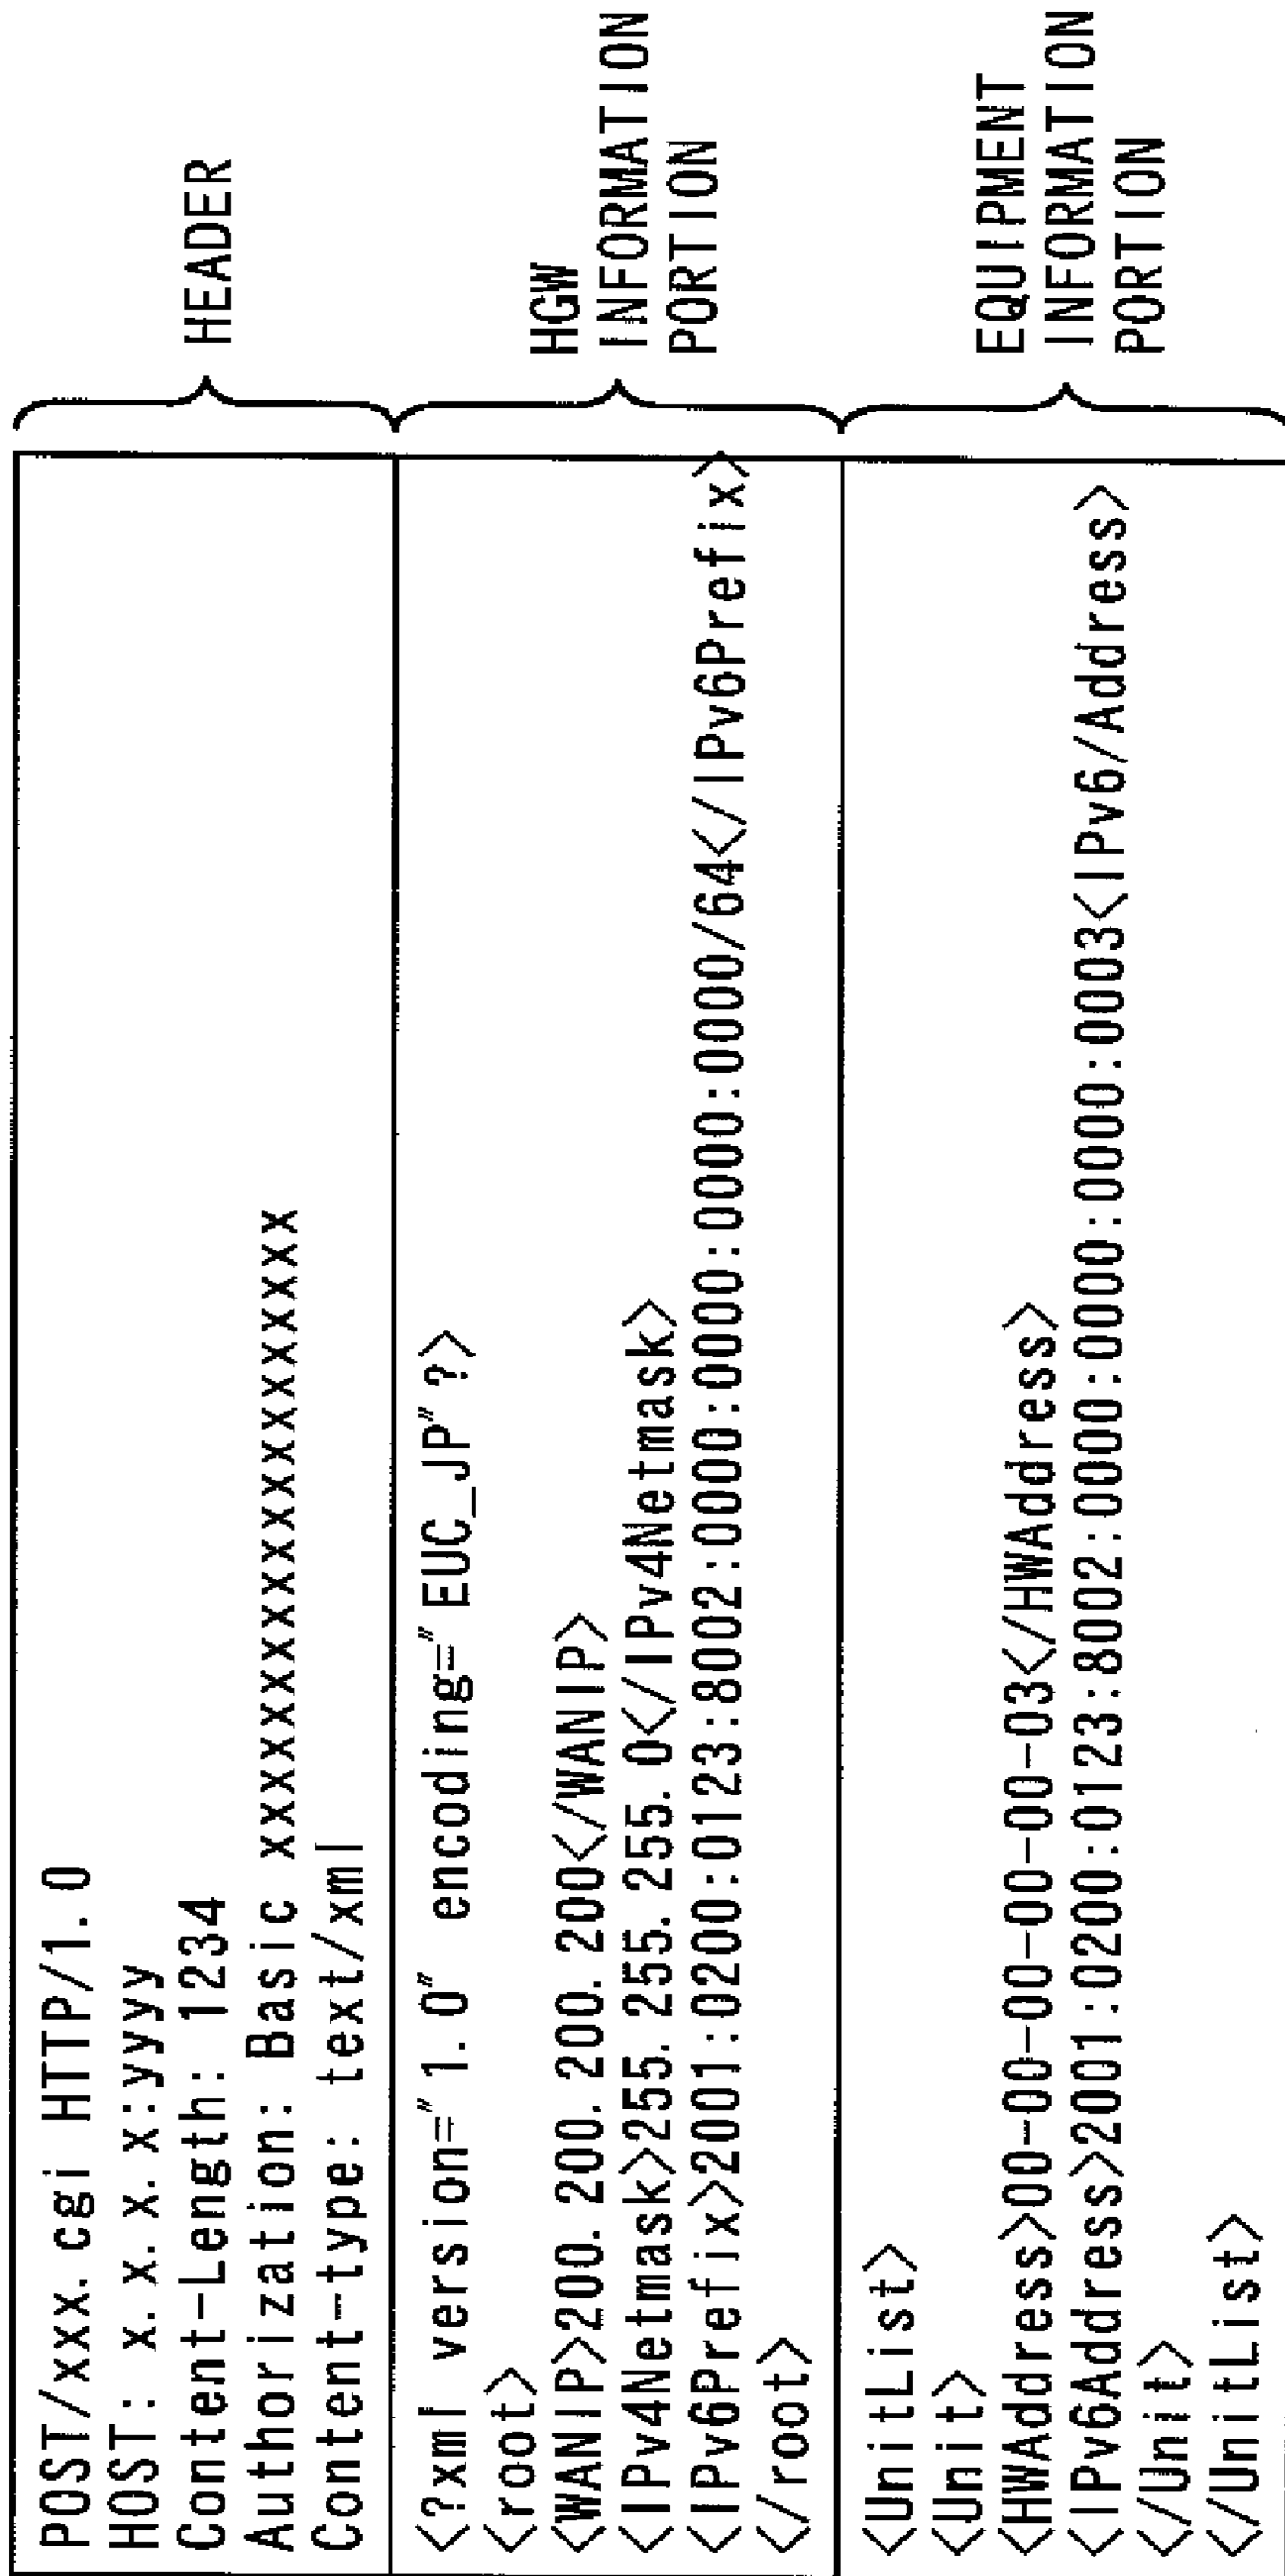 POST/xxx.cgi HTTP/1.0
HOST: x.x.x.x:yyy
Content-Length: 1234
Authorization: Basic xxxxxxxxxxxxxxxxxxx
Content-type: text/xml
HEADER
<?xml version="1.0" encoding="EUC_JP"?>
<root>
<WANIP>200.200.200.200</WANIP>
<IPv4Netmask>255.255.255.0</IPv4Netmask>
<IPv6Prefix>2001:0200:0123:8002:0000:0000:0000:0000/64</IPv6Prefix>
</root>
HGW
INFORMATION
PORTION
<UnitList>
<Unit>
<HWAddress>00-00-00-00-00-03</HWAddress>
<IPv6Address>2001:0200:0123:8002:0000:0000:0000:0003<IPv6/Address>
</Unit>
</UnitList>
EQUIPMENT
INFORMATION
PORTION